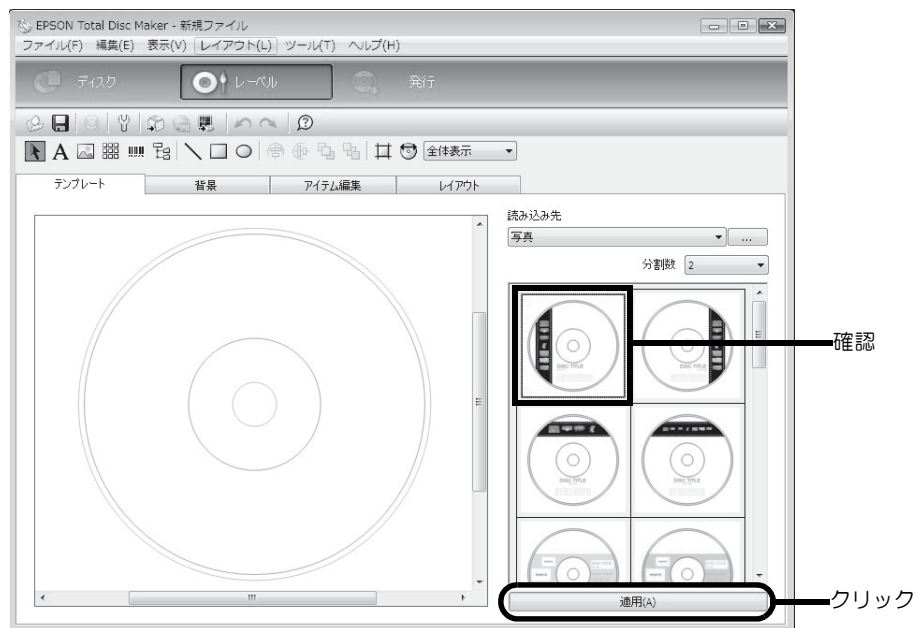 EPSON Total Disc Maker - 新規ファイル
ファイル(F) 編集(E) 表示(V) レイアウト(L) ツール(T) ヘルプ(H)
ディスク レーベル 発行
A 全体表示
テンプレート 背景 アイテム編集 レイアウト
読み込み先
写真 ...
分割数 2
確認
DISC TITLE DISC TITLE
DISC TITLE DISC TITLE
適用(A)
クリック